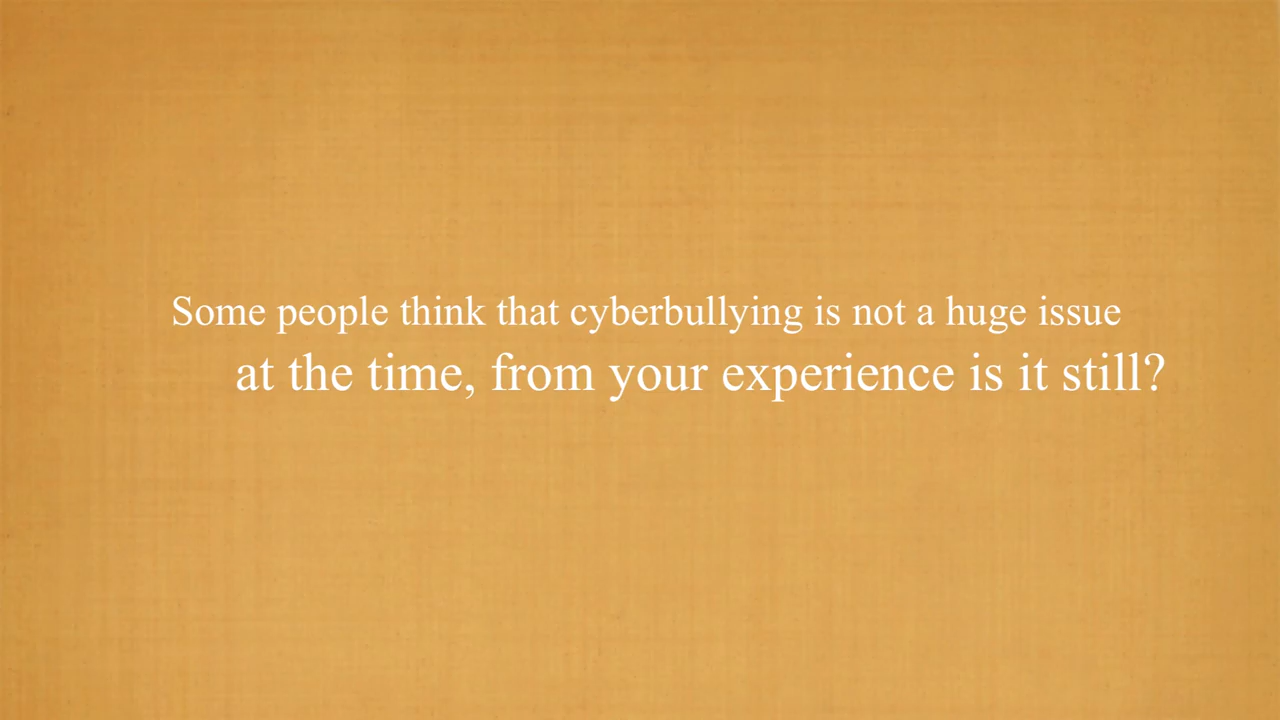 Some people think that cyberbullying is not a huge issue
at the time, from your experience is it still?